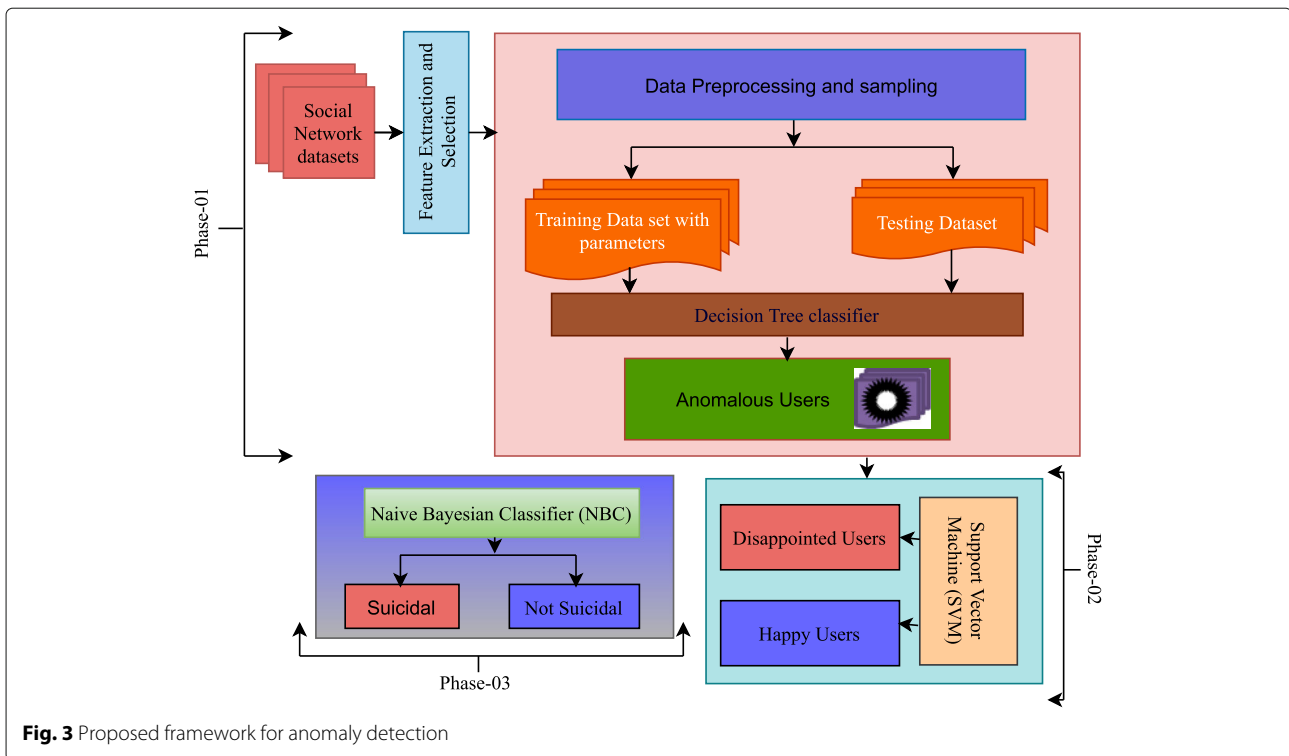 Phase-01
Social
Network
datasets
Feature Extraction and
Selection
Data Preprocessing and sampling
Training Data set with
parameters
Testing Dataset
Decision Tree classifier
Anomalous Users
Naive Bayesian Classifier (NBC)
Suicidal
Not Suicidal
Phase-03
Disappointed Users
Happy Users
Support Vector
Machine (SVM)
Phase-02
Fig. 3 Proposed framework for anomaly detection